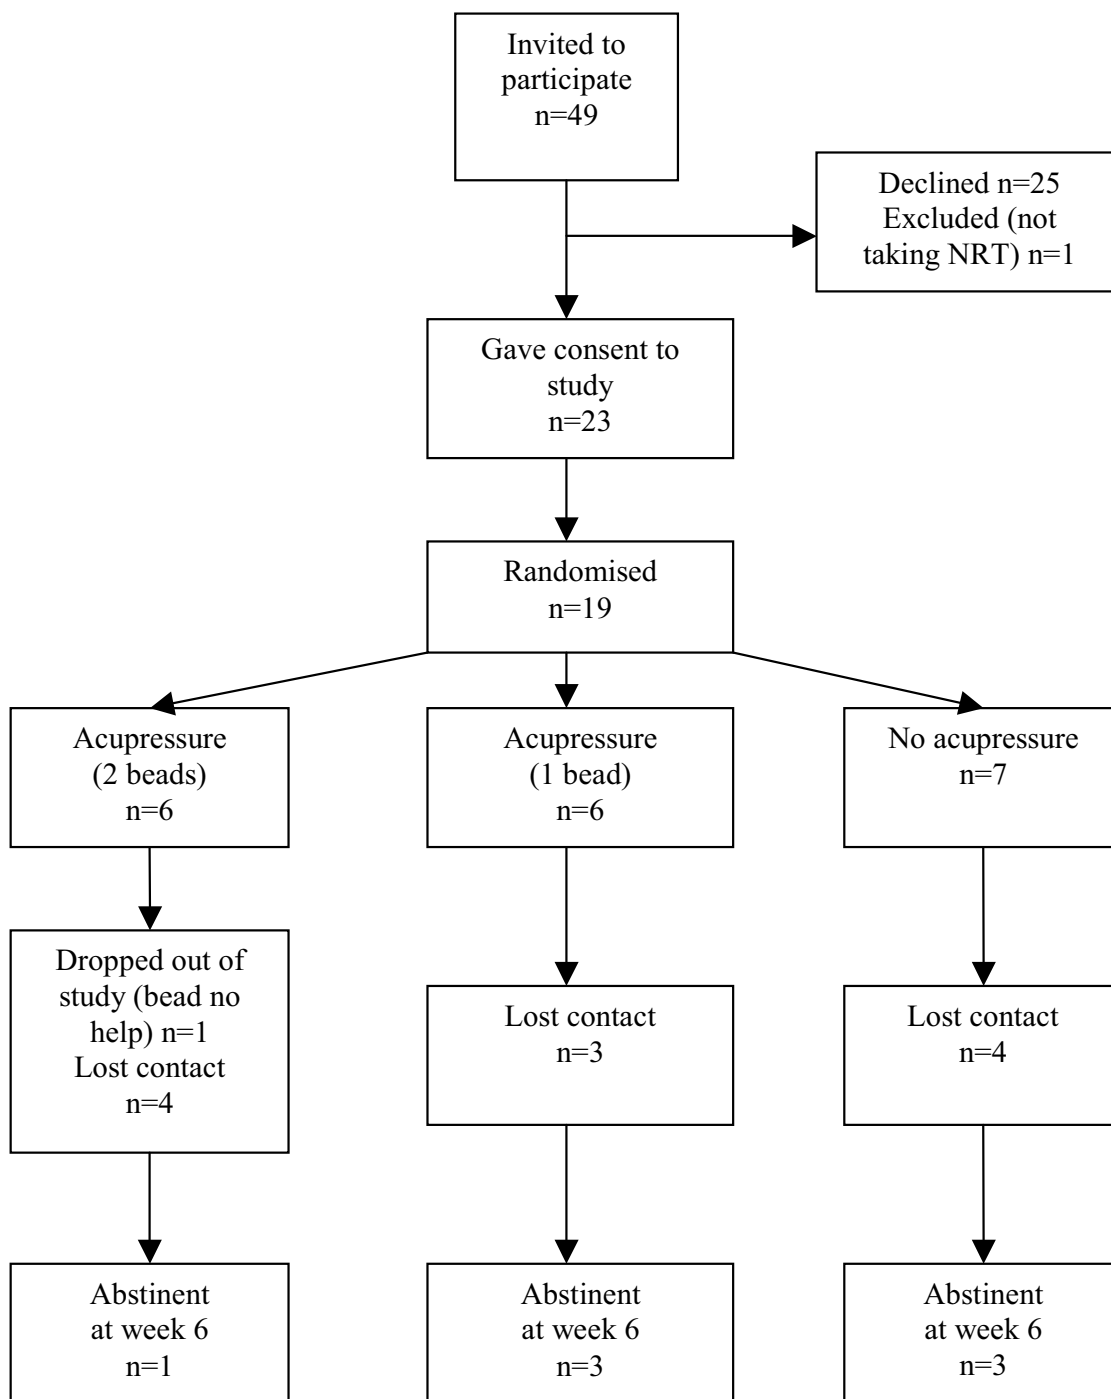 Invited to
participate
n=49
Declined n=25
Excluded (not
taking NRT) n=1
Gave consent to
study
n=23
Randomised
n=19
Acupressure
(2 beads)
n=6
Acupressure
(1 bead)
n=6
No acupressure
n=7
Dropped out of
study (bead no
help) n=1
Lost contact
n=4
Lost contact
n=3
Lost contact
n=4
Abstinent
at week 6
n=1
Abstinent
at week 6
n=3
Abstinent
at week 6
n=3